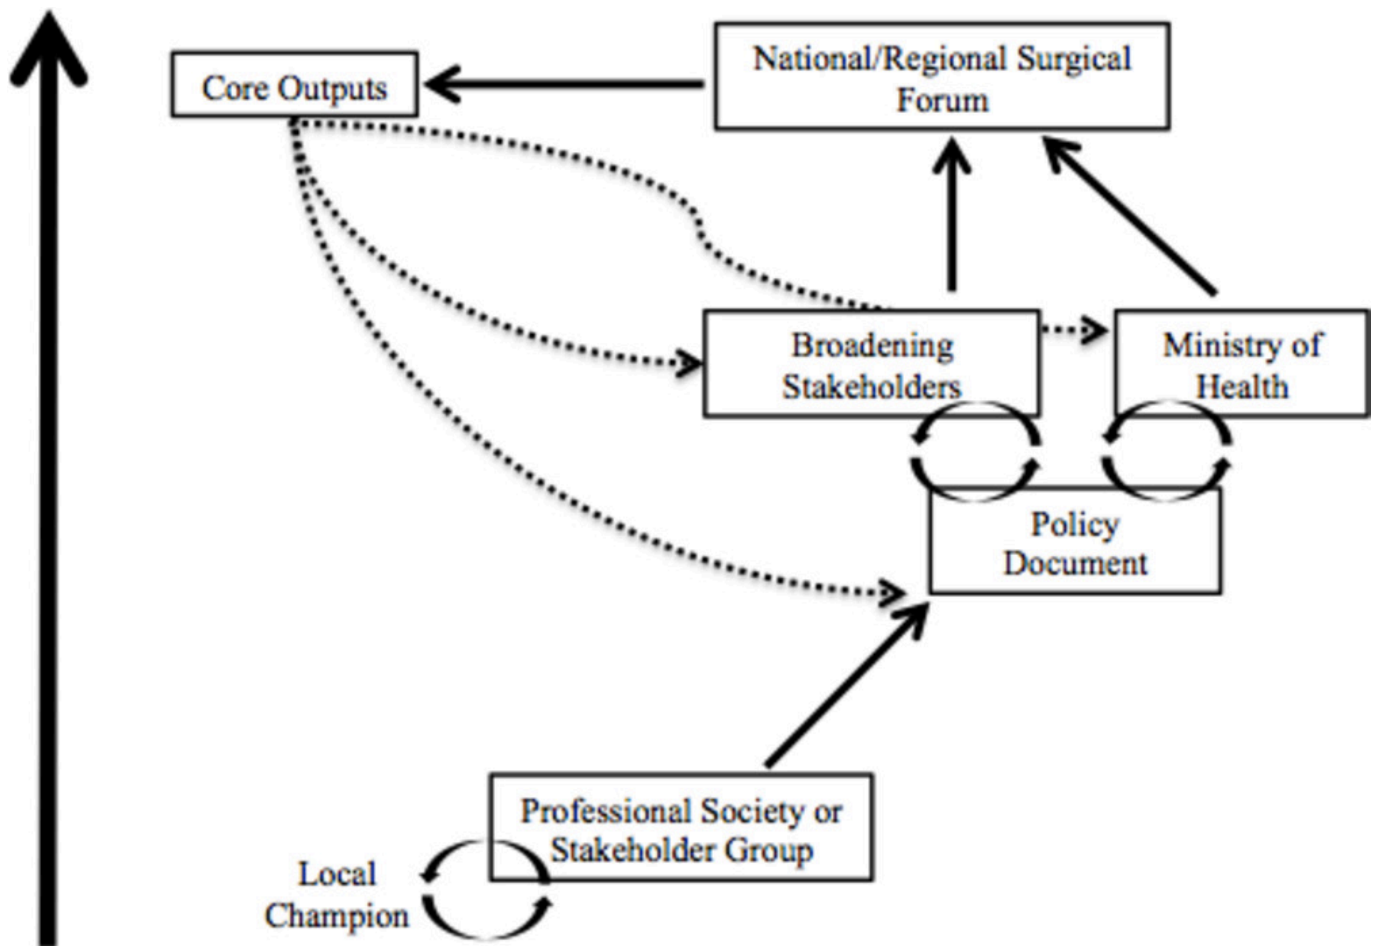 Core Outputs
National/Regional Surgical
Forum
Broadening
Stakeholders
Ministry of
Health
Policy
Document
Professional Society or
Stakeholder Group
Local
Champion